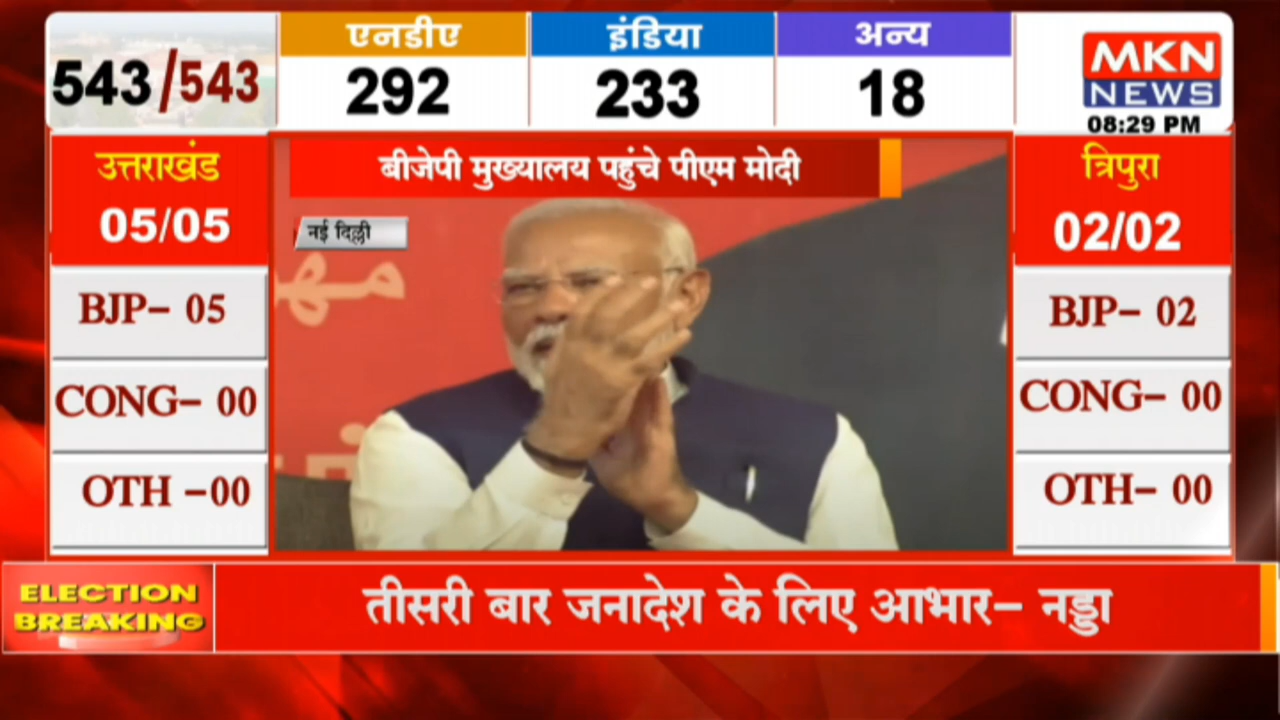 543/543
एनडीए
292
इंडिया
233
अन्य
18
MKN
NEWS
08:29 PM
उत्तराखंड
05/05
BJP- 05
CONG- 00
OTH -00
बीजेपी मुख्यालय पहुंचे पीएम मोदी
नई दिल्ली
त्रिपुरा
02/02
BJP- 02
CONG- 00
OTH- 00
ELECTION
BREAKING
तीसरी बार जनादेश के लिए आभार- नड्डा